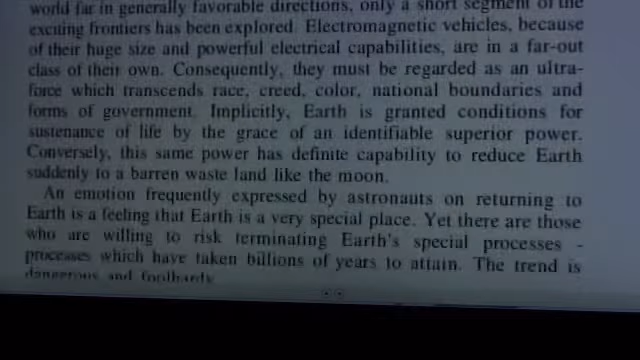 world far in generally favorable directions, only a short segment of the
exciting frontiers has been explored. Electromagnetic vehicles, because
of their huge size and powerful electrical capabilities, are in a far-out
class of their own. Consequently, they must be regarded as an ultra-
force which transcends race, creed, color, national boundaries and
forms of government. Implicitly, Earth is granted conditions for
sustenance of life by the grace of an identifiable superior power.
Conversely, this same power has definite capability to reduce Earth
suddenly to a barren waste land like the moon.
An emotion frequently expressed by astronauts on returning to
Earth is a feeling that Earth is a very special place. Yet there are those
who are willing to risk terminating Earth's special processes -
processes which have taken billions of years to attain. The trend is
dangerous and foolhardy